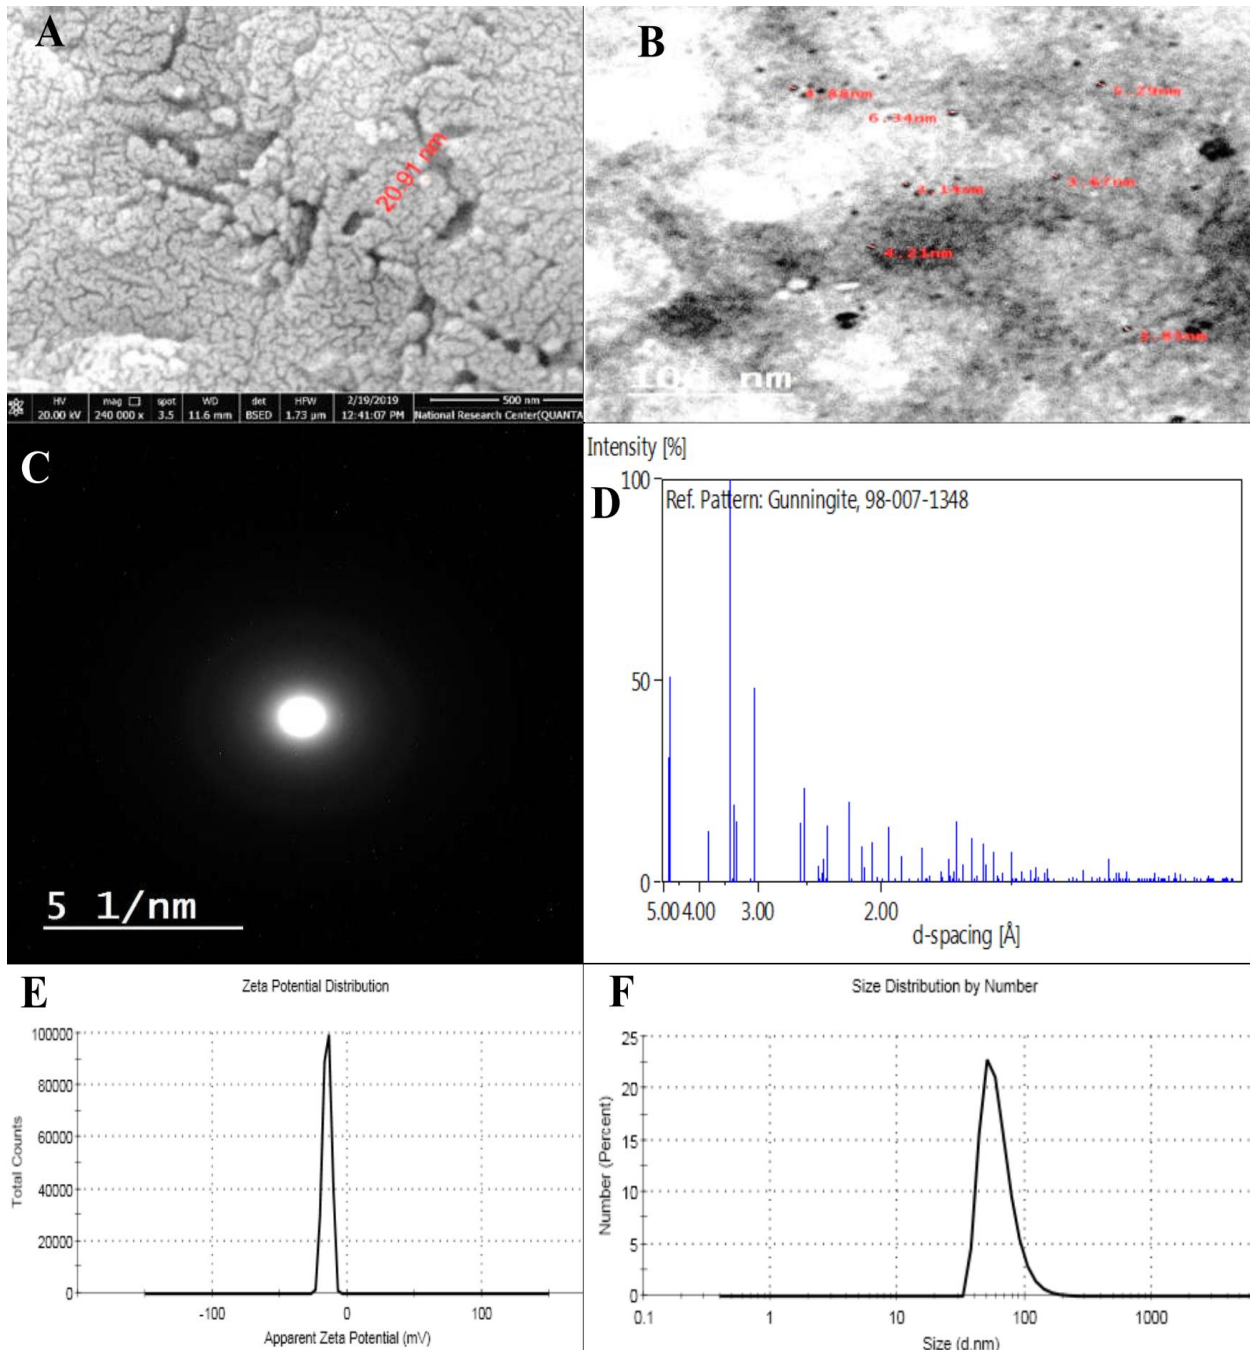 A
20.91 nm
HV mag □ spot WD det HFW 2/19/2019 500 nm
20.00 kV 240 000 x 3.5 11.6 mm BSED 1.73 µm 12:41:07 PM National Research Center(QUANTA
B
5.29nm
6.34nm
3.67nm
4.21nm
nm
C
5 1/nm
Intensity [%]
D
Ref. Pattern: Gunningite, 98-007-1348
100
50
0
5.00 4.00 3.00 2.00
d-spacing [Å]
E
Zeta Potential Distribution
Total Counts
100000
80000
60000
40000
20000
0
-100 0 100
Apparent Zeta Potential (mV)
F
Size Distribution by Number
Number (Percent)
25
20
15
10
5
0
0.1 1 10 100 1000
Size (d.nm)